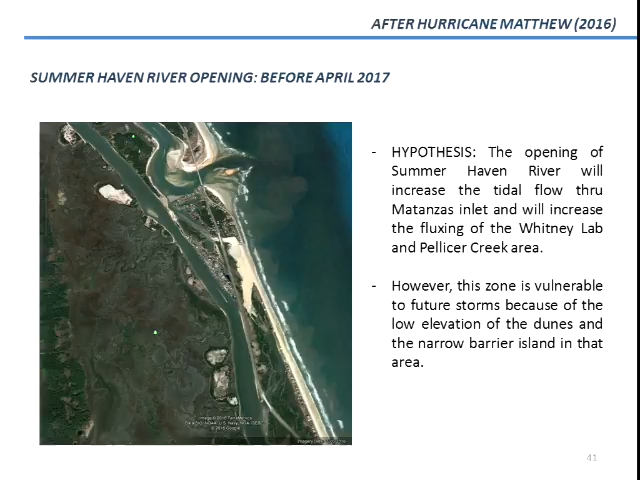 AFTER HURRICANE MATTHEW (2016)
SUMMER HAVEN RIVER OPENING: BEFORE APRIL 2017
- HYPOTHESIS: The opening of
Summer Haven River will
increase the tidal flow thru
Matanzas inlet and will increase
the fluxing of the Whitney Lab
and Pellicer Creek area.
- However, this zone is vulnerable
to future storms because of the
low elevation of the dunes and
the narrow barrier island in that
area.
41